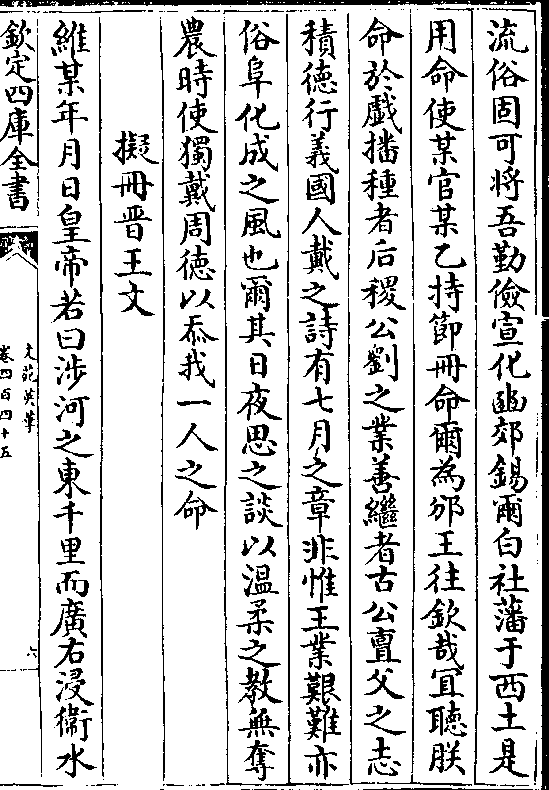 流俗固可将吾勤儉宣化豳郊錫爾白社藩于西土是
用命使某官某乙持節冊命爾為邠王往欽哉冝聽朕
命於戲播種者后稷公劉之業善繼者古公亶父之志
積德行義國人戴之詩有七月之章非惟王業艱難亦
俗阜化成之風也爾其日夜思之談以温柔之教無奪
農時使獨戴周德以忝我一人之命
擬冊晋王文
維某年月日皇帝若曰涉河之東千里而廣右浸衛水
欽定四庫全書
文苑英華
卷四百四十五
六